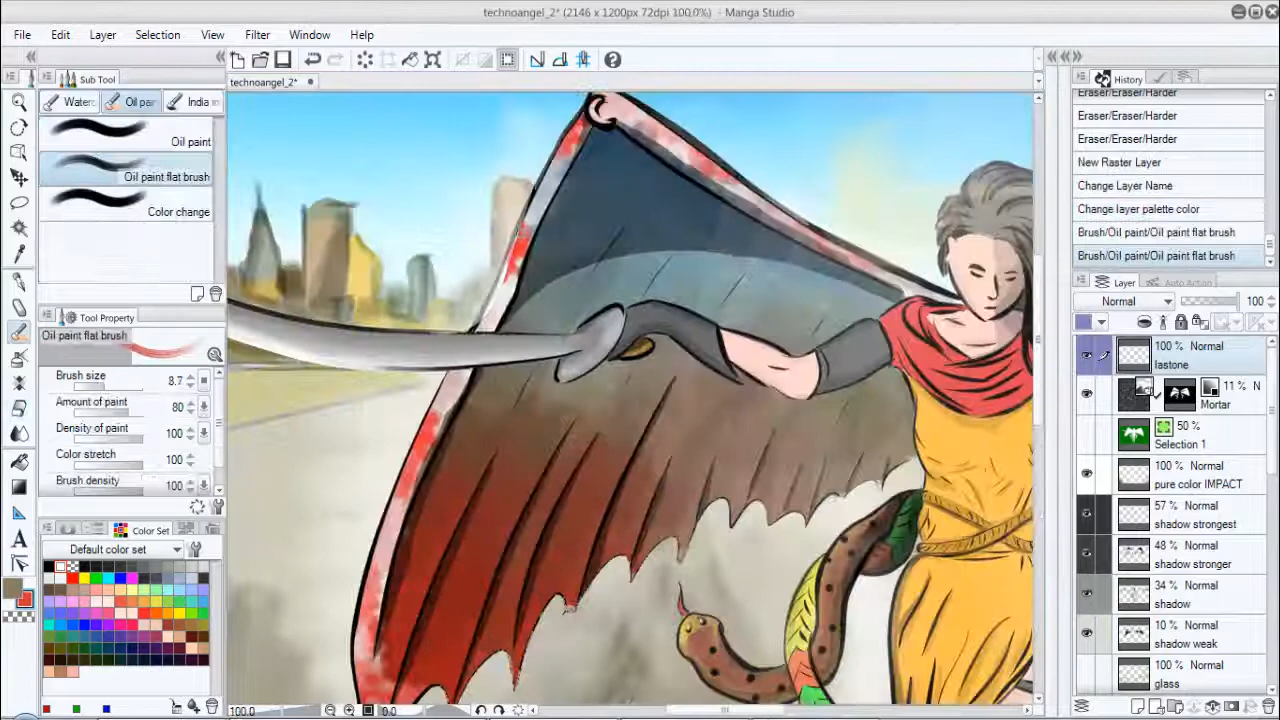 technoangel_2* (2146 x 1200px 72dpi 100.0%) - Manga Studio
File Edit Layer Selection View Filter Window Help
Sub Tool
technoangel_2*
History
Waterc Oil pai India in
Oil paint
Oil paint flat brush
Color change
Eraser/Eraser/Harder
Eraser/Eraser/Harder
Eraser/Eraser/Harder
New Raster Layer
Change Layer Name
Change layer palette color
Brush/Oil paint/Oil paint flat brush
Brush/Oil paint/Oil paint flat brush
Tool Property
Oil paint flat brush
Brush size 8.7
Amount of paint 80
Density of paint 100
Color stretch 100
Brush density 100
Layer Auto Action
Normal 100
100% Normal
lastone
11% N
Mortar
50 %
Selection 1
100 % Normal
pure color IMPACT
57 % Normal
shadow strongest
48 % Normal
shadow stronger
34 % Normal
shadow
10 % Normal
shadow weak
100 % Normal
glass
Color Set
Default color set
100.0 0.0